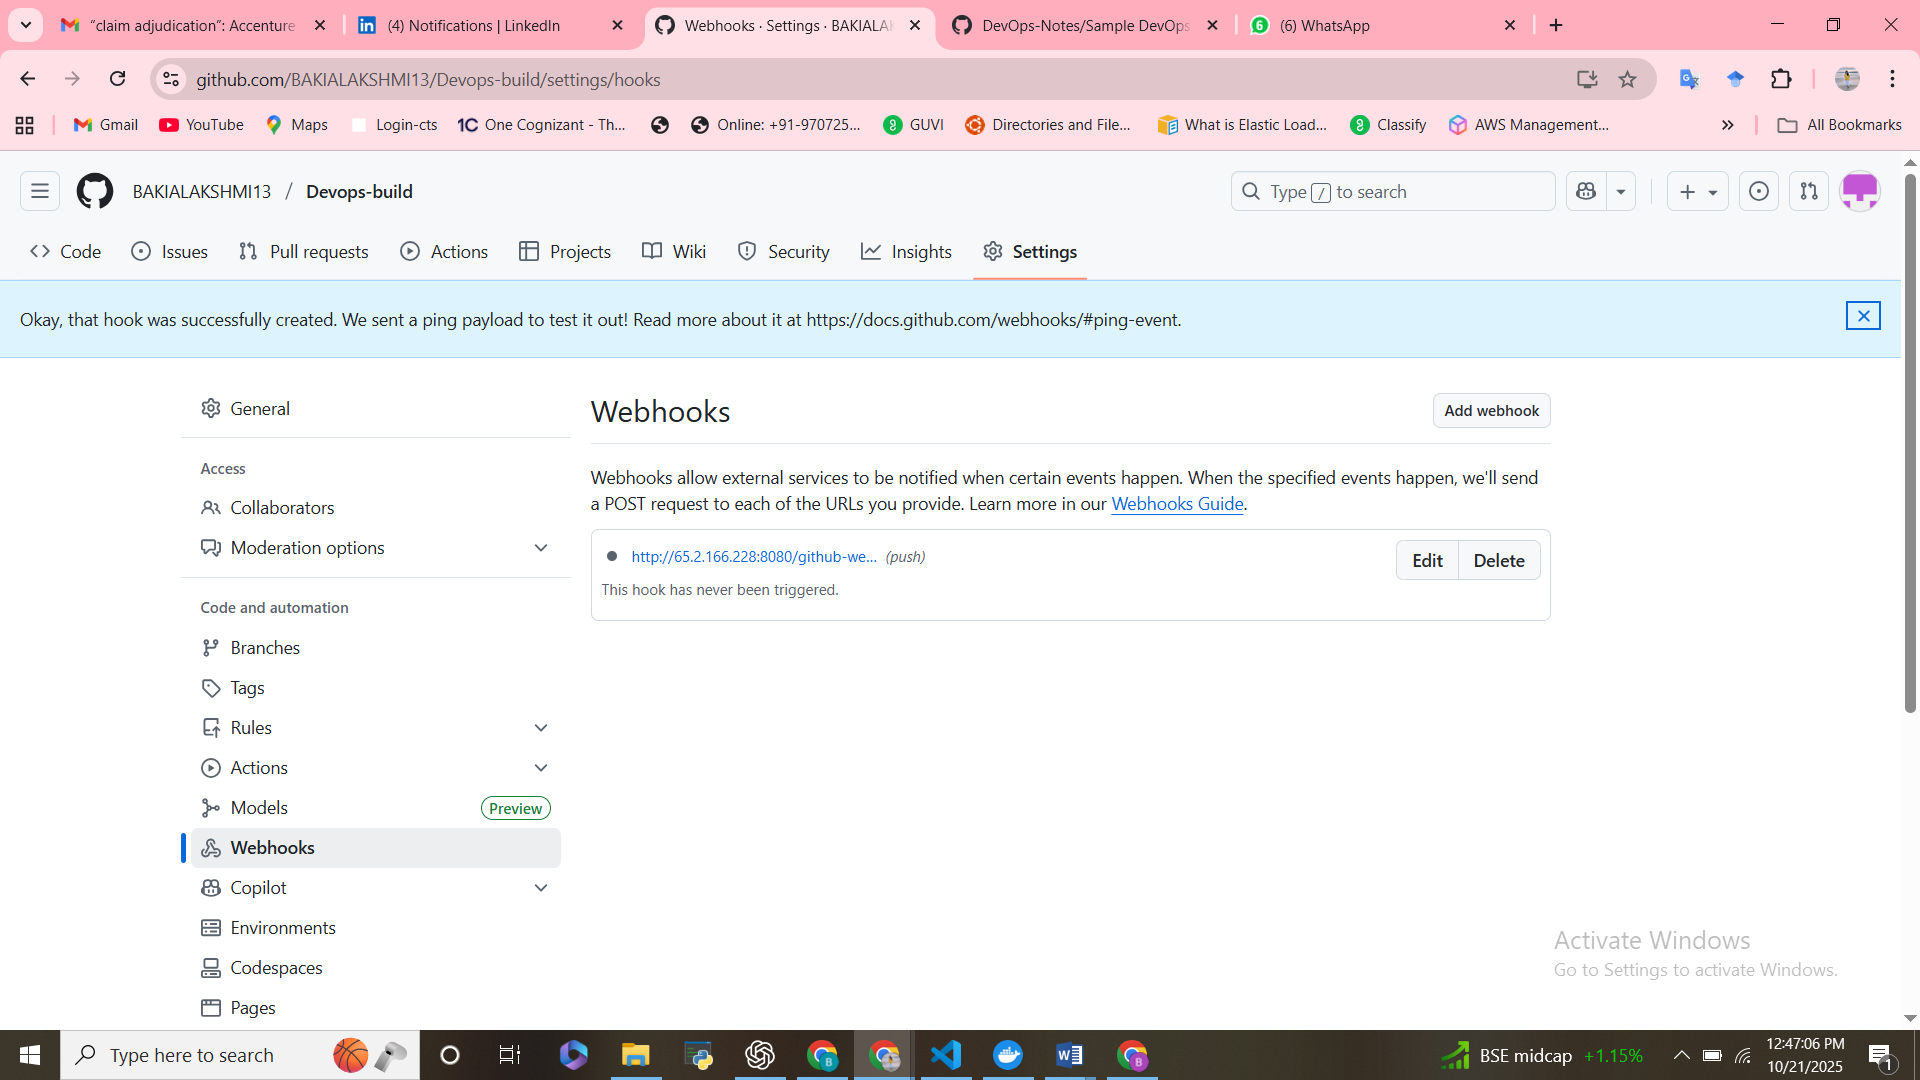 “claim adjudication”: Accenture
(4) Notifications | LinkedIn
Webhooks · Settings · BAKIALAK
DevOps-Notes/Sample DevOps
(6) WhatsApp
github.com/BAKIALAKSHMI13/Devops-build/settings/hooks
Gmail
YouTube
Maps
Login-cts
One Cognizant - Th...
Online: +91-970725...
GUVI
Directories and File...
What is Elastic Load...
Classify
AWS Management...
All Bookmarks
BAKIALAKSHMI13 / Devops-build
Type / to search
Code
Issues
Pull requests
Actions
Projects
Wiki
Security
Insights
Settings
Okay, that hook was successfully created. We sent a ping payload to test it out! Read more about it at https://docs.github.com/webhooks/#ping-event.
General
Access
Collaborators
Moderation options
Code and automation
Branches
Tags
Rules
Actions
Models
Preview
Webhooks
Copilot
Environments
Codespaces
Pages
Webhooks
Add webhook
Webhooks allow external services to be notified when certain events happen. When the specified events happen, we'll send
a POST request to each of the URLs you provide. Learn more in our Webhooks Guide.
http://65.2.166.228:8080/github-we... (push)
Edit
Delete
This hook has never been triggered.
Activate Windows
Go to Settings to activate Windows.
Type here to search
BSE midcap +1.15%
12:47:06 PM
10/21/2025
1